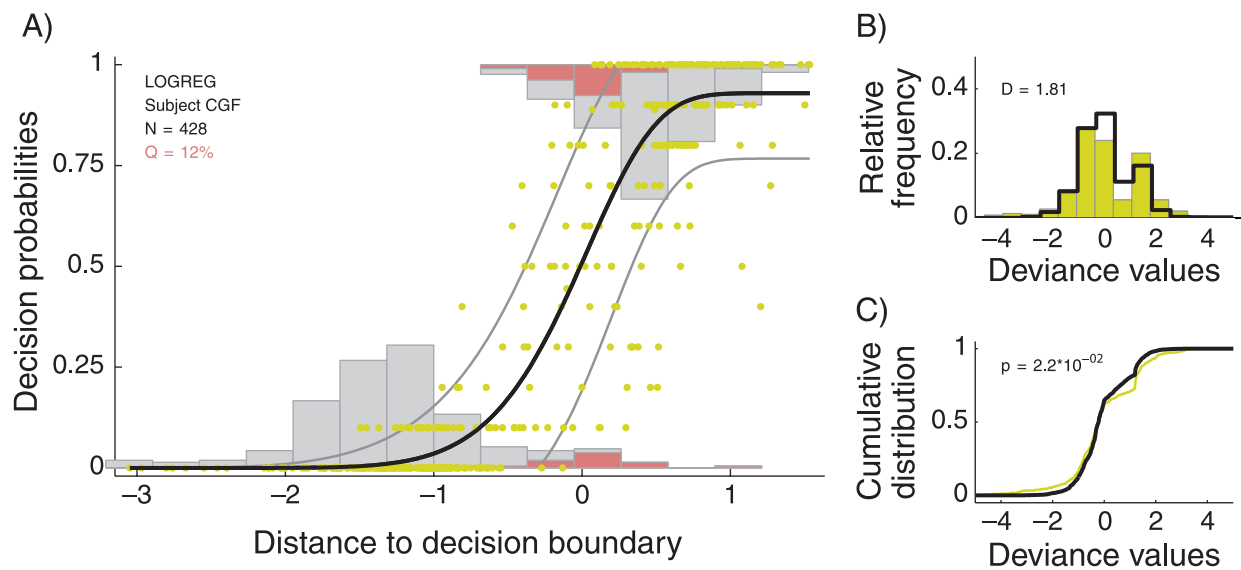 A)
Decision probabilities
1
0.75
0.5
0.25
0
LOGREG
Subject CGF
N = 428
Q = 12%
−3 −2 −1 0 1
Distance to decision boundary
B)
Relative
frequency
0.4
0.2
0
D = 1.81
−4 −2 0 2 4
Deviance values
C)
Cumulative
distribution
1
0.5
0
p = 2.2*10⁻⁰²
−4 −2 0 2 4
Deviance values